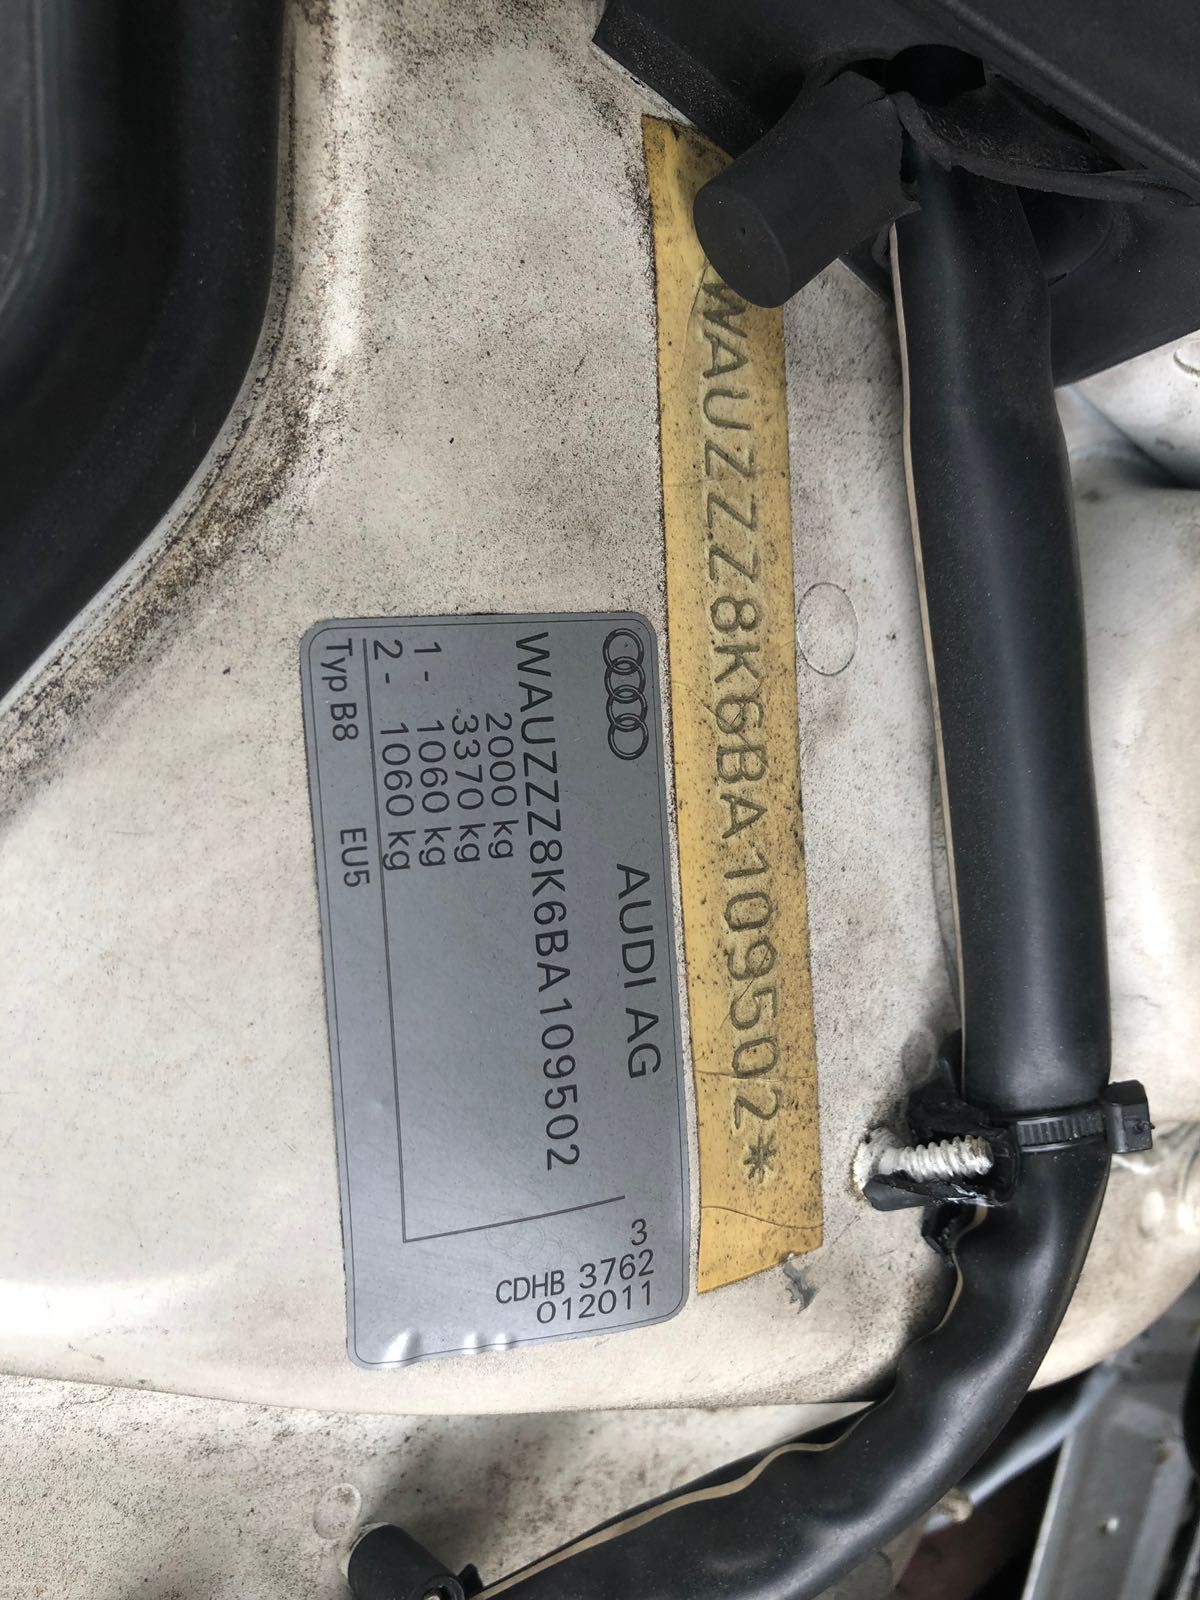 WAUZZZ8K6BA109502*
AUDI AG
WAUZZZ8K6BA109502
2000 kg
3370 kg
1- 1060 kg
2- 1060 kg
Typ B8 EU5
3
CDHB 3762
012011